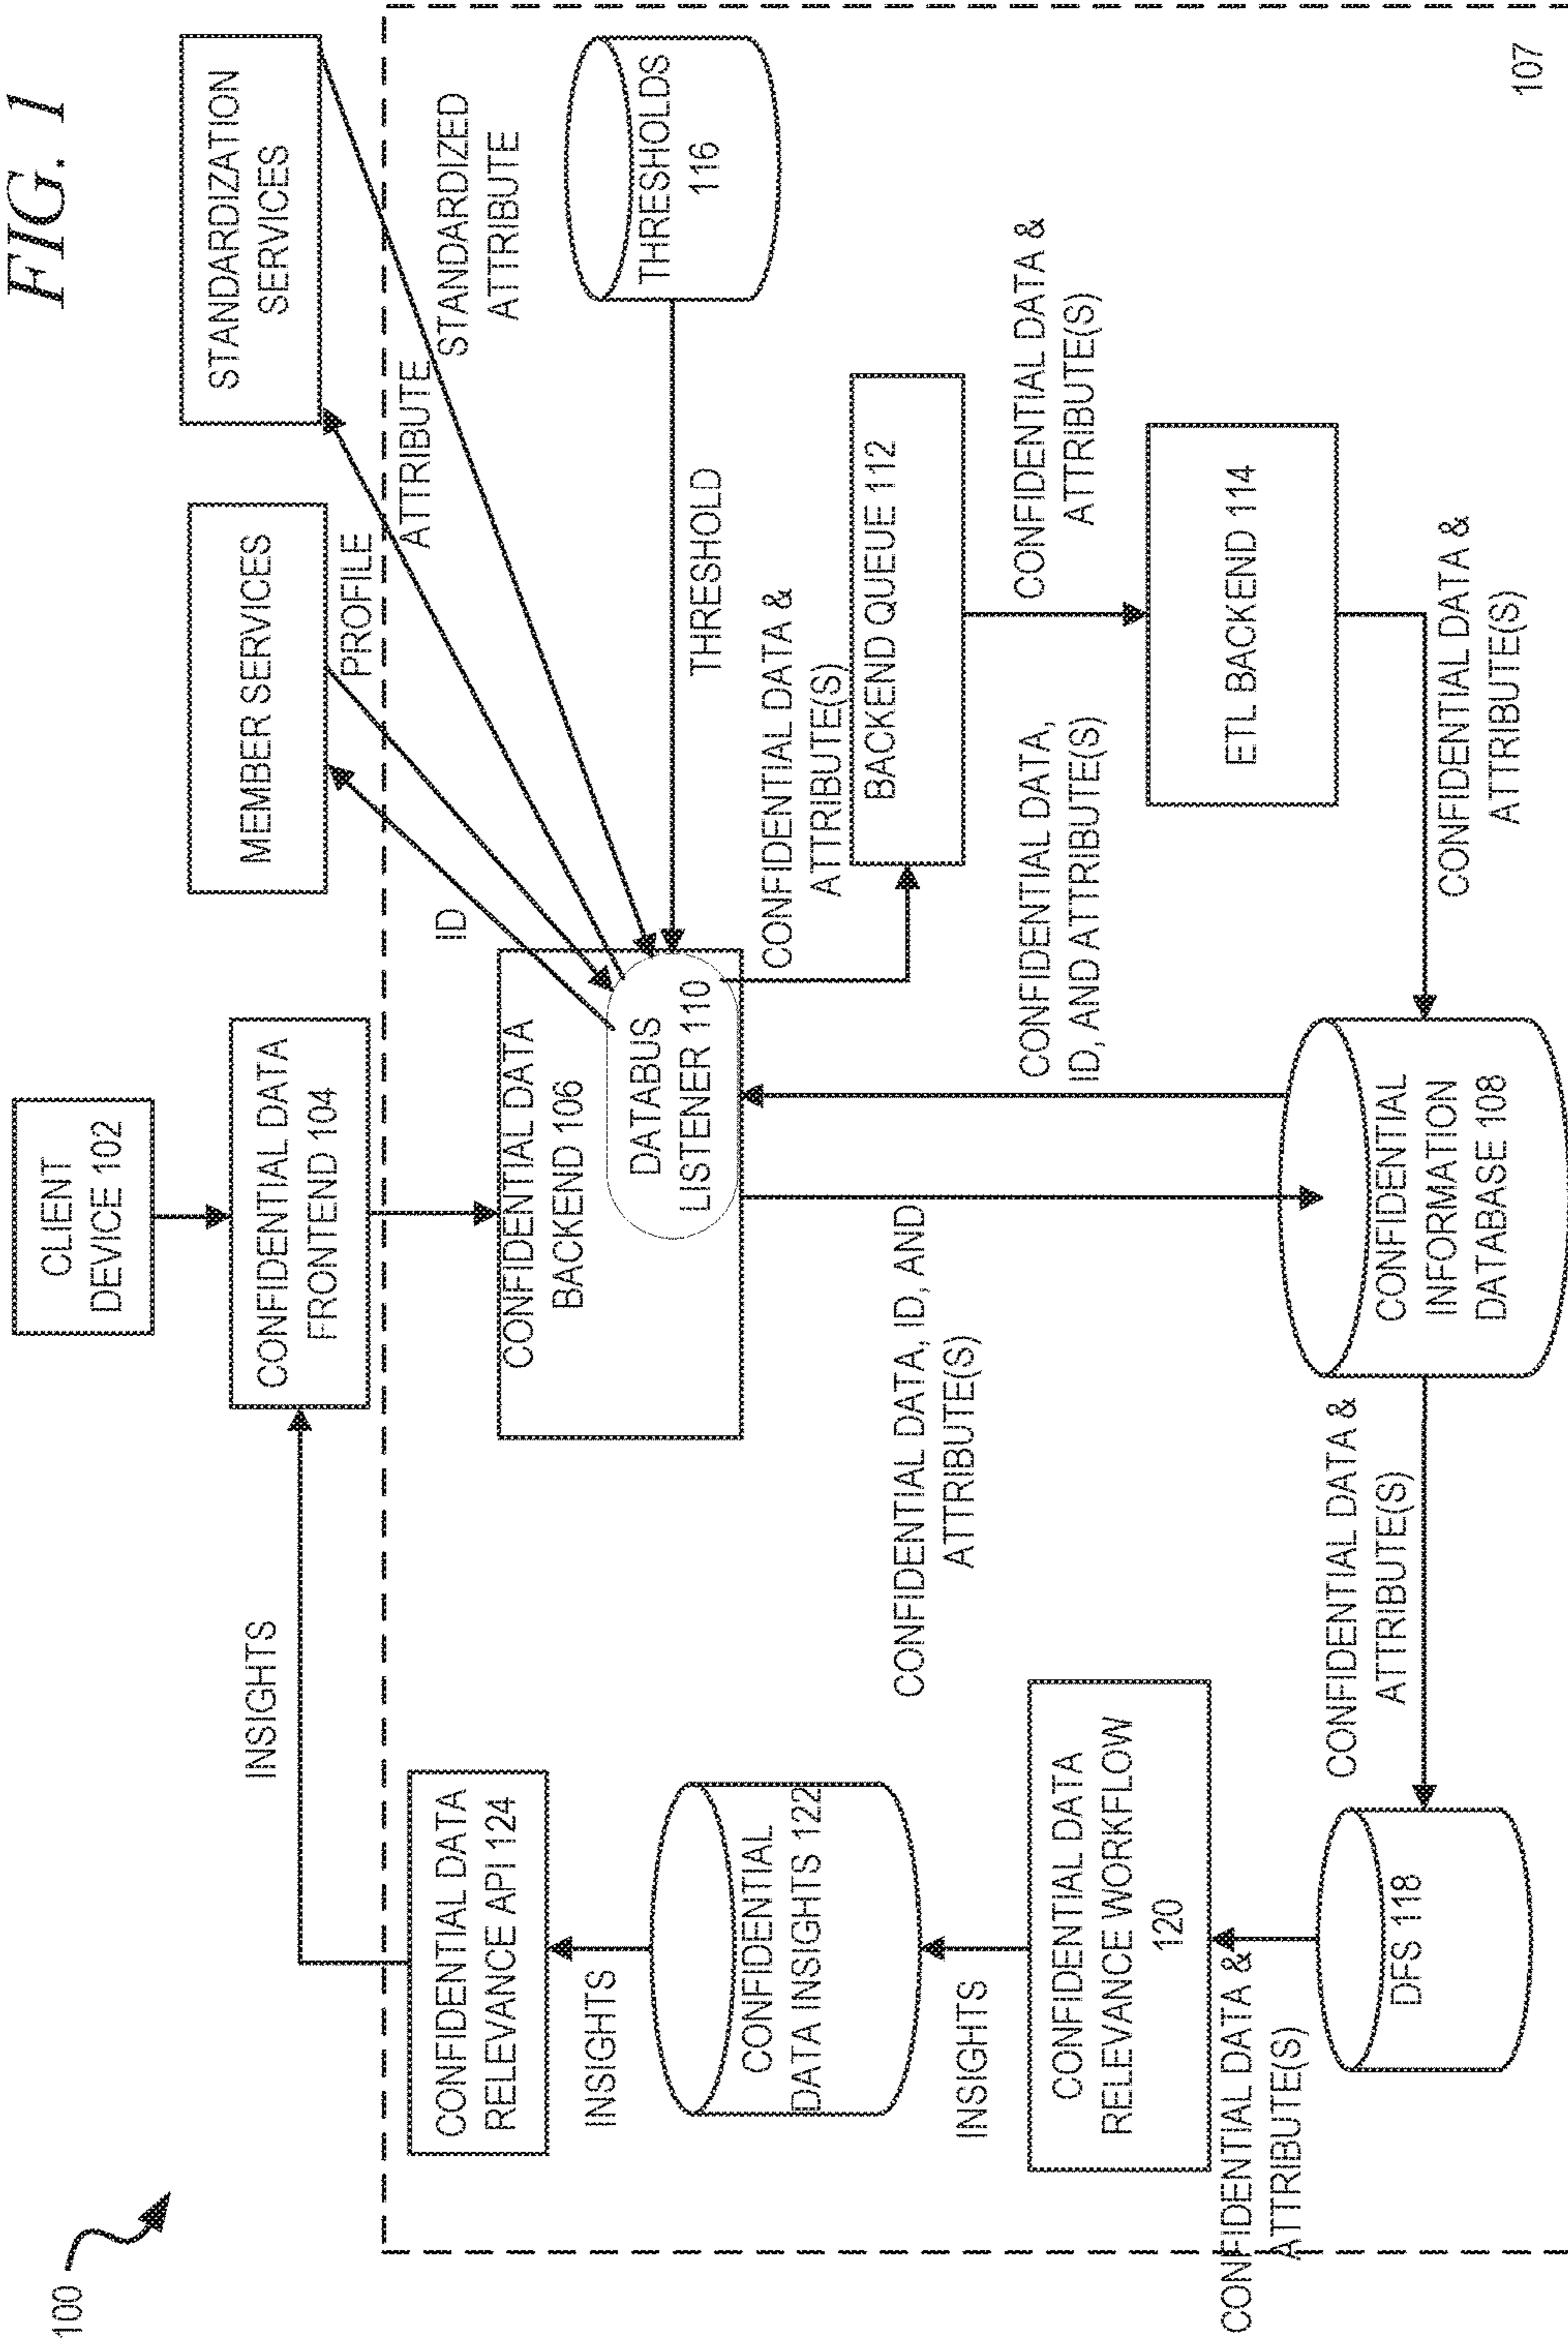 FIG. 1
100
CLIENT
DEVICE 102
INSIGHTS
CONFIDENTIAL DATA
FRONTEND 104
MEMBER SERVICES
STANDARDIZATION
SERVICES
PROFILE
ID
ATTRIBUTE
STANDARDIZED
ATTRIBUTE
CONFIDENTIAL DATA
RELEVANCE API 124
CONFIDENTIAL DATA
BACKEND 106
DATABUS
LISTENER 110
THRESHOLDS
116
THRESHOLD
INSIGHTS
CONFIDENTIAL
DATA INSIGHTS 122
CONFIDENTIAL DATA &
ATTRIBUTE(S)
BACKEND QUEUE 112
CONFIDENTIAL DATA, ID, AND
ATTRIBUTE(S)
CONFIDENTIAL DATA,
ID, AND ATTRIBUTE(S)
CONFIDENTIAL DATA &
ATTRIBUTE(S)
INSIGHTS
CONFIDENTIAL DATA
RELEVANCE WORKFLOW
120
ETL BACKEND 114
CONFIDENTIAL DATA &
ATTRIBUTE(S)
DFS 118
CONFIDENTIAL DATA &
ATTRIBUTE(S)
CONFIDENTIAL
INFORMATION
DATABASE 108
CONFIDENTIAL DATA &
ATTRIBUTE(S)
107